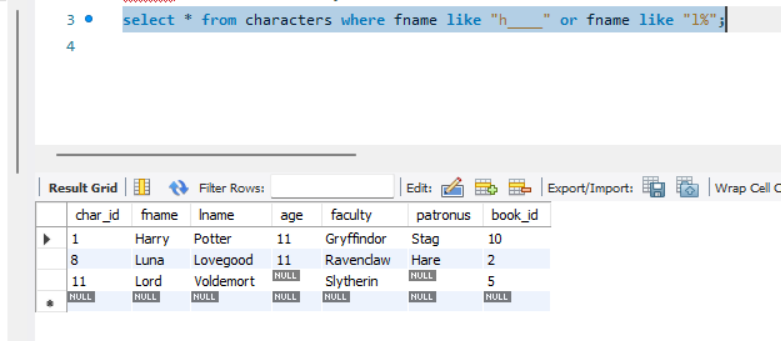 3 select * from characters where fname like "h____" or fname like "l%";
4
Result Grid Filter Rows: Edit: Export/Import: Wrap Cell C
char_id fname lname age faculty patronus book_id
1 Harry Potter 11 Gryffindor Stag 10
8 Luna Lovegood 11 Ravenclaw Hare 2
11 Lord Voldemort NULL Slytherin NULL 5
NULL NULL NULL NULL NULL NULL NULL